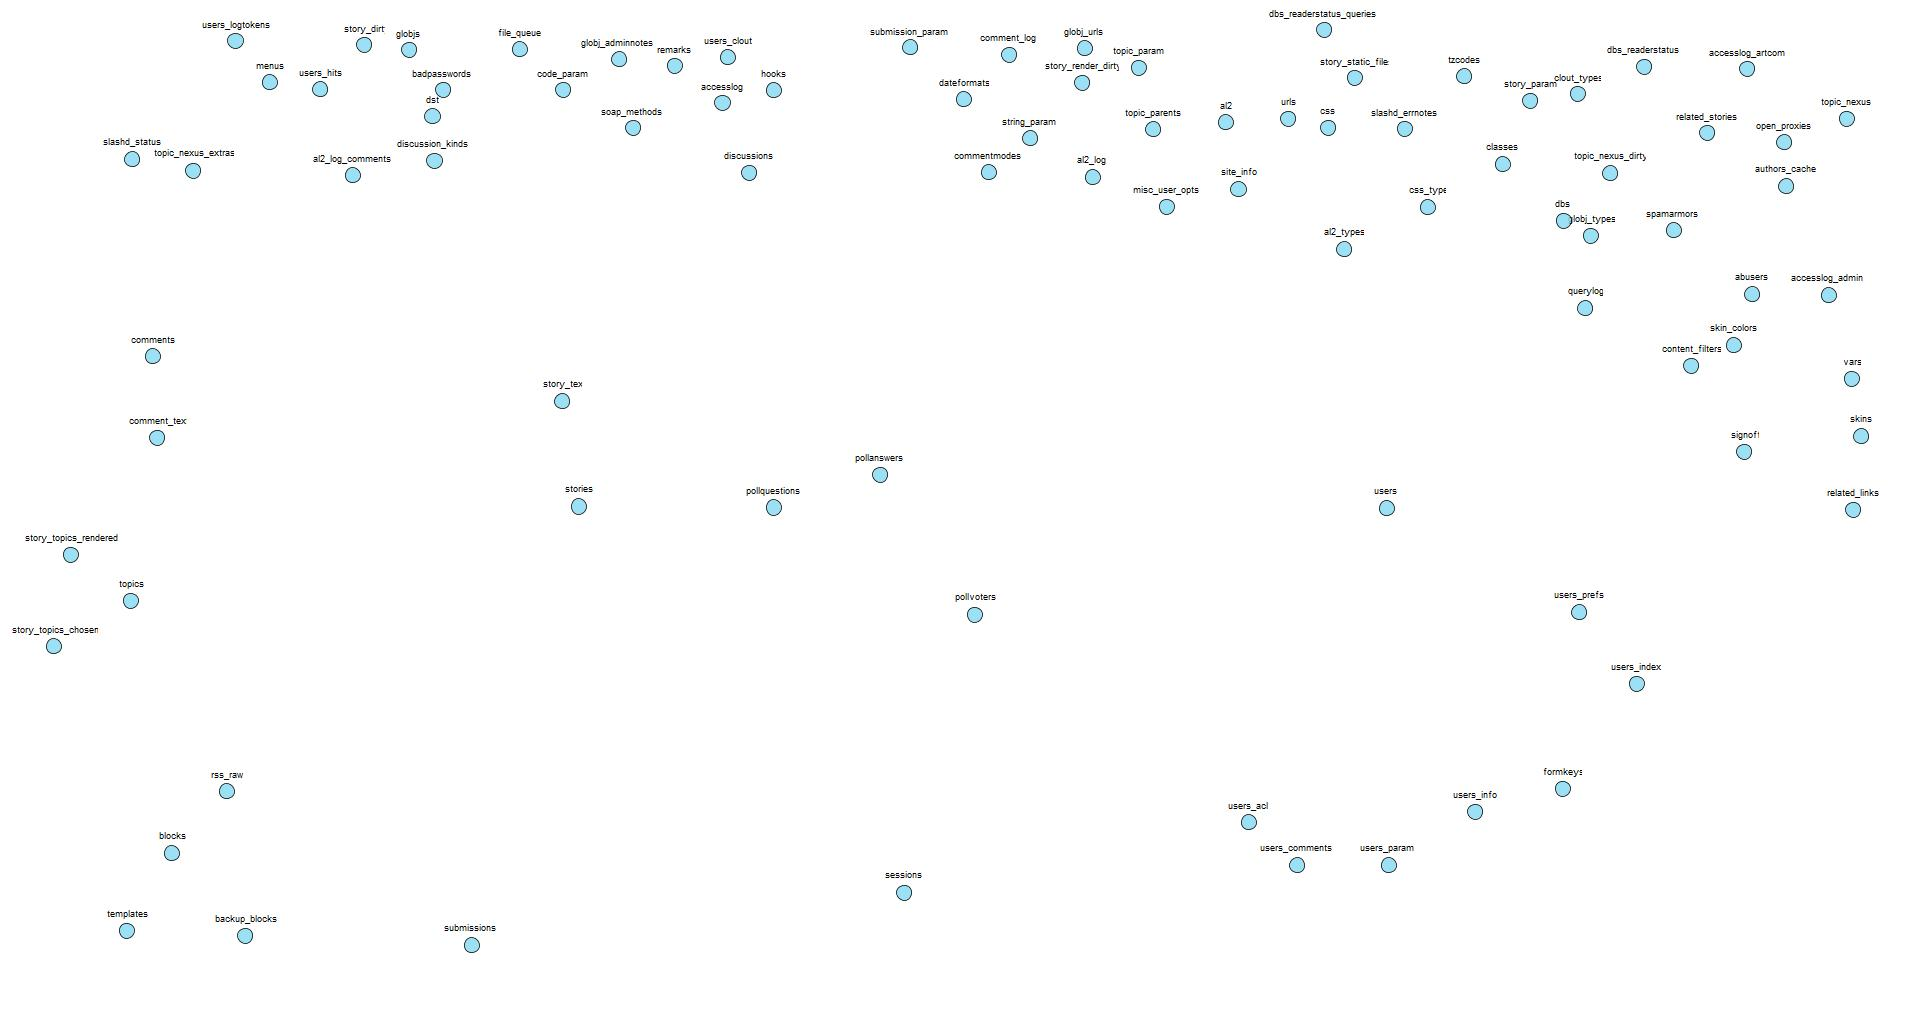 dbs_readerstatus_queries
users_logtokens
story_dirt
globjs
file_queue
globj_adminnotes
remarks
users_clout
submission_param
comment_log
globj_urls
topic_param
dbs_readerstatus
accesslog_artcom
menus
users_hits
badpasswords
code_param
accesslog
hooks
dateformats
story_render_dirty
story_static_file
tzcodes
story_param
clout_types
dst
soap_methods
string_param
topic_parents
al2
urls
css
slashd_errnotes
related_stories
open_proxies
topic_nexus
slashd_status
topic_nexus_extras
al2_log_comments
discussion_kinds
discussions
commentmodes
al2_log
site_info
classes
topic_nexus_dirty
authors_cache
misc_user_opts
css_type
dbs
globj_types
spamarmors
al2_types
querylog
abusers
accesslog_admin
comments
skin_colors
content_filters
vars
story_tex
comment_tex
skins
signoff
pollanswers
stories
pollquestions
users
related_links
story_topics_rendered
topics
pollvoters
users_prefs
story_topics_chosen
users_index
rss_raw
formkeys
users_info
users_acl
blocks
users_comments
users_param
sessions
templates
backup_blocks
submissions